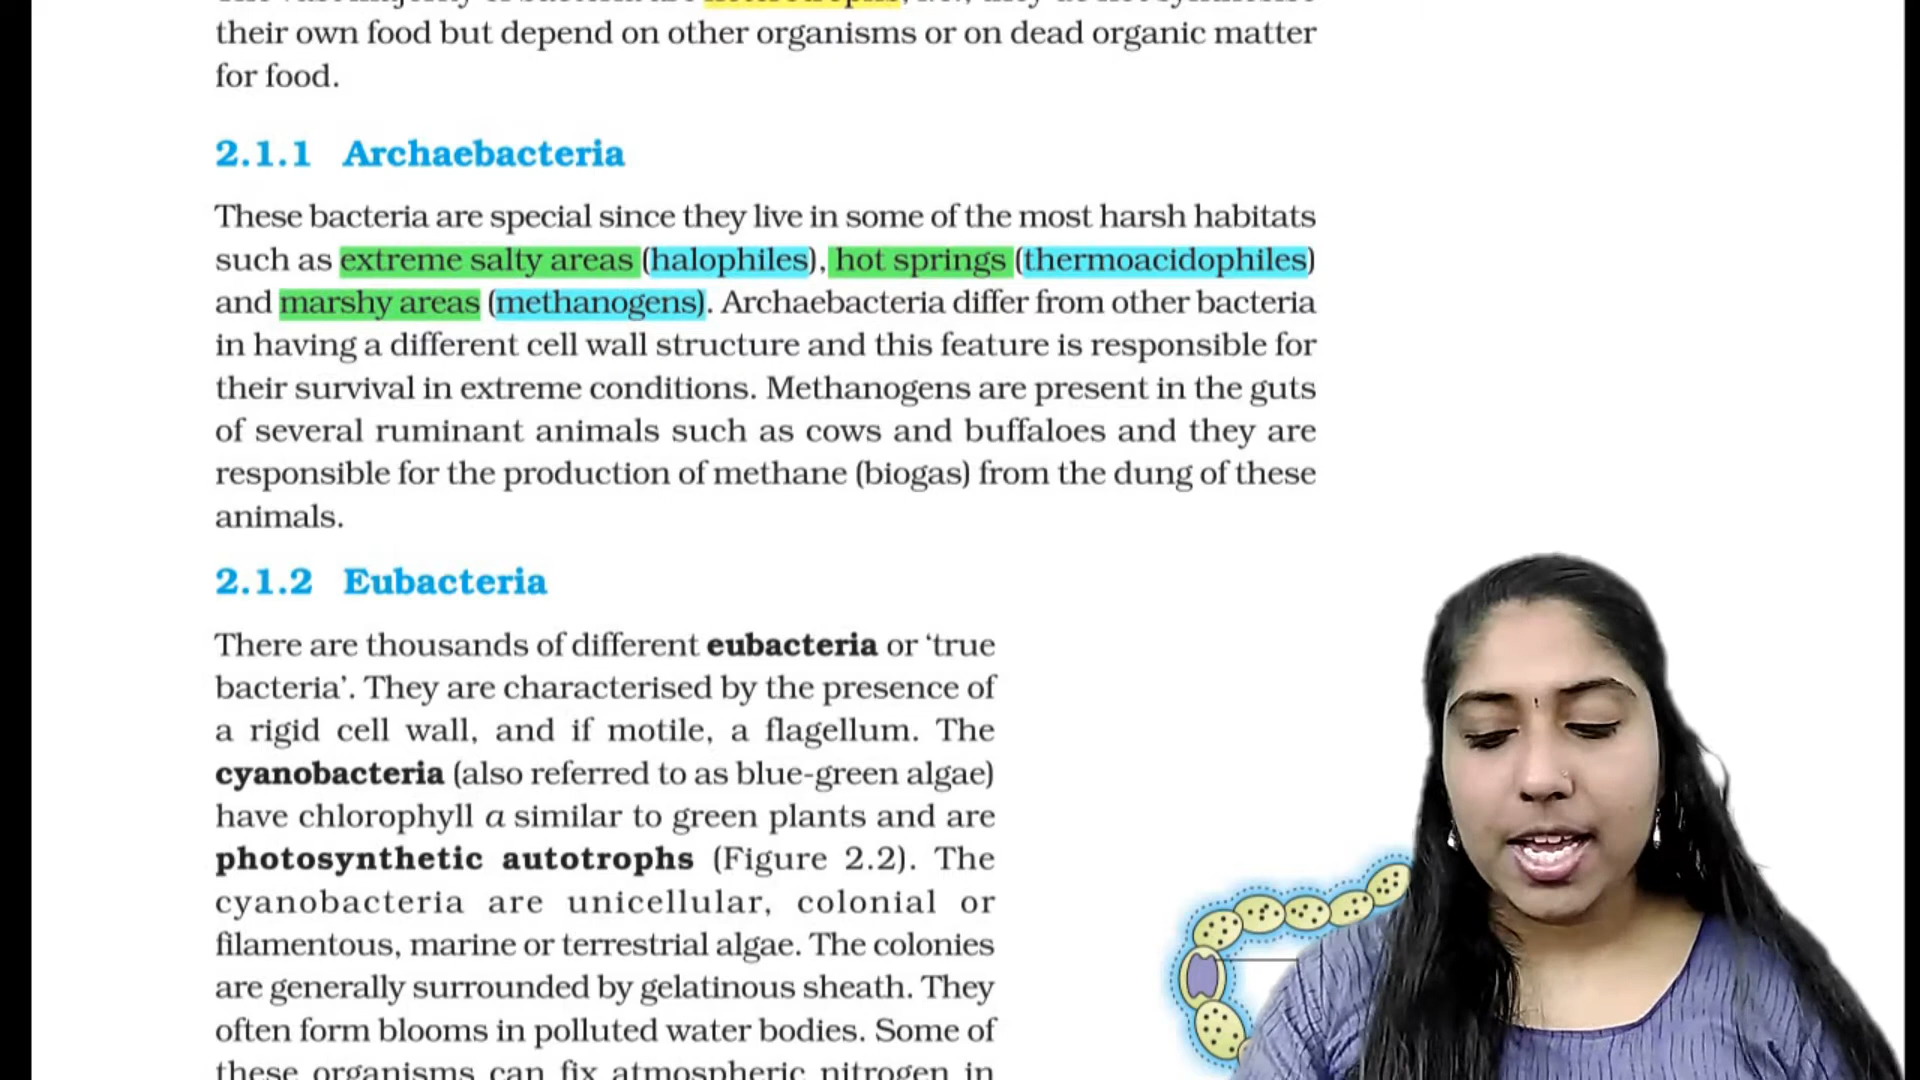 their own food but depend on other organisms or on dead organic matter
for food.
2.1.1 Archaebacteria
These bacteria are special since they live in some of the most harsh habitats
such as extreme salty areas (halophiles), hot springs (thermoacidophiles)
and marshy areas (methanogens). Archaebacteria differ from other bacteria
in having a different cell wall structure and this feature is responsible for
their survival in extreme conditions. Methanogens are present in the guts
of several ruminant animals such as cows and buffaloes and they are
responsible for the production of methane (biogas) from the dung of these
animals.
2.1.2 Eubacteria
There are thousands of different eubacteria or ‘true
bacteria’. They are characterised by the presence of
a rigid cell wall, and if motile, a flagellum. The
cyanobacteria (also referred to as blue-green algae)
have chlorophyll a similar to green plants and are
photosynthetic autotrophs (Figure 2.2). The
cyanobacteria are unicellular, colonial or
filamentous, marine or terrestrial algae. The colonies
are generally surrounded by gelatinous sheath. They
often form blooms in polluted water bodies. Some of
these organisms can fix atmospheric nitrogen in